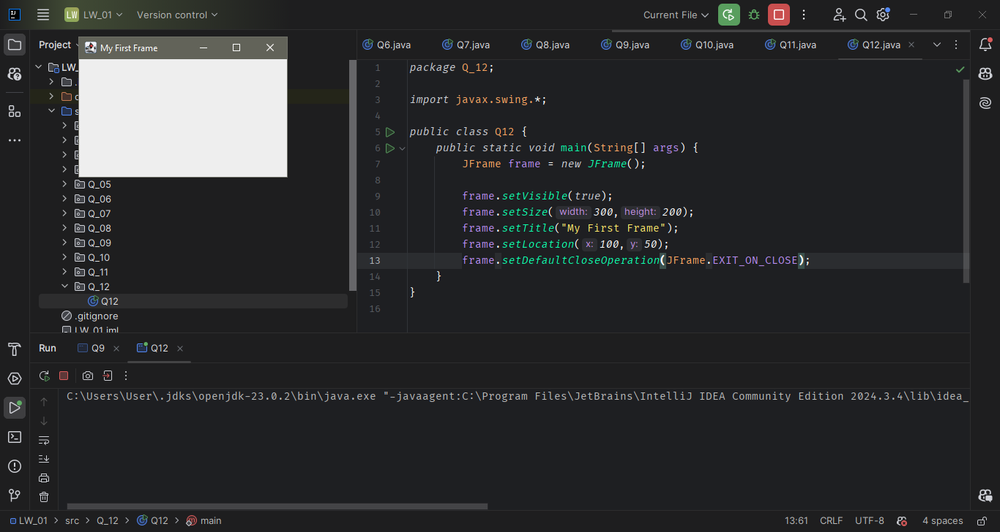 LW LW_01 Version control Current File
Project
My First Frame
Q6.java Q7.java Q8.java Q9.java Q10.java Q11.java Q12.java
LW_
Q_05
Q_06
Q_07
Q_08
Q_09
Q_10
Q_11
Q_12
Q12
.gitignore
LW_01.iml
1 package Q_12;
2
3 import javax.swing.*;
4
5 public class Q12 {
6 public static void main(String[] args) {
7 JFrame frame = new JFrame();
8
9 frame.setVisible(true);
10 frame.setSize( width: 300, height: 200);
11 frame.setTitle("My First Frame");
12 frame.setLocation( x: 100, y: 50);
13 frame.setDefaultCloseOperation(JFrame.EXIT_ON_CLOSE);
14 }
15 }
16
Run Q9 Q12
C:\Users\User\.jdks\openjdk-23.0.2\bin\java.exe "-javaagent:C:\Program Files\JetBrains\IntelliJ IDEA Community Edition 2024.3.4\lib\idea_
LW_01 > src > Q_12 > Q12 > main 13:61 CRLF UTF-8 4 spaces